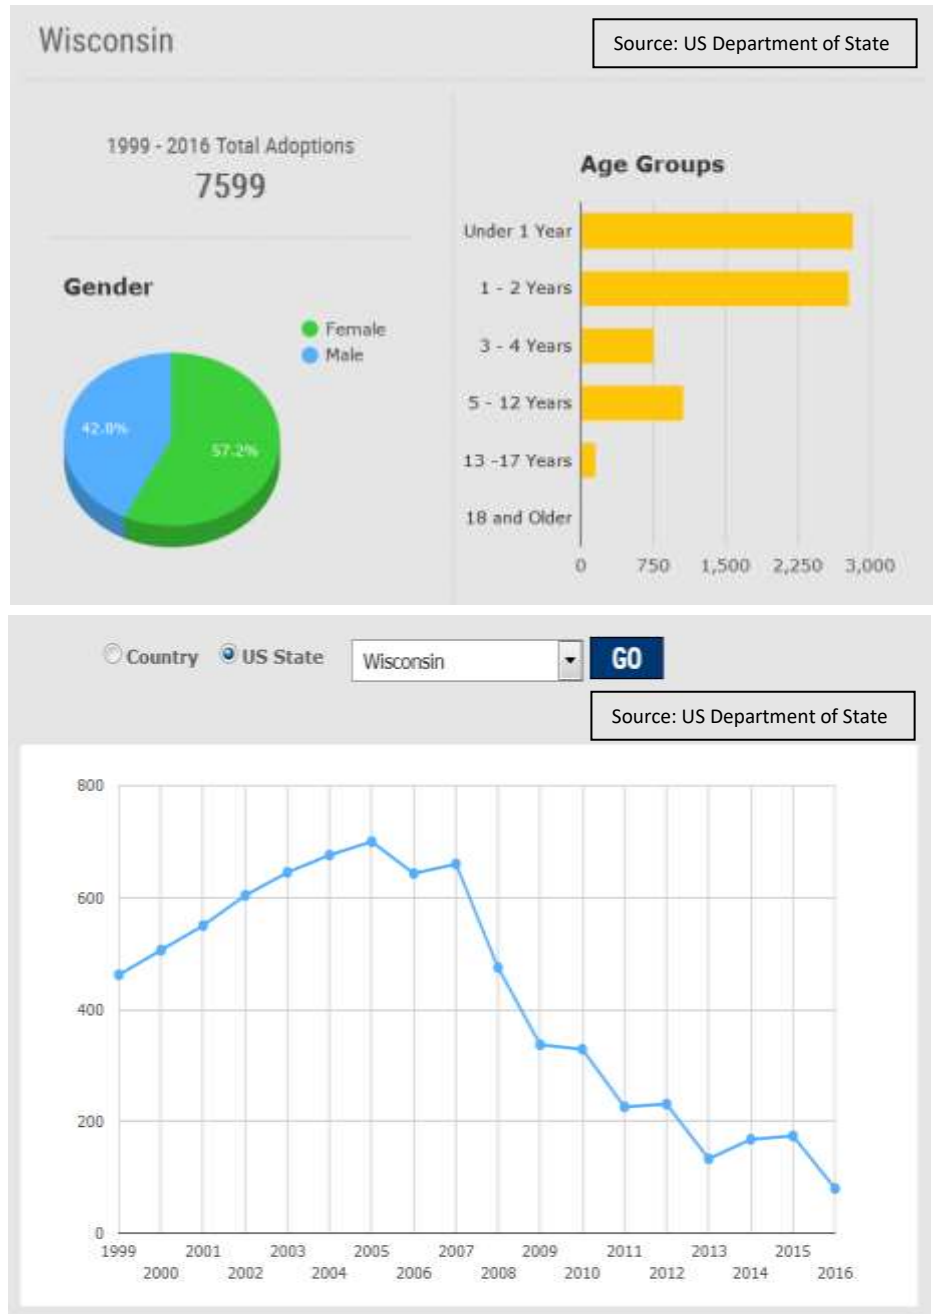 Wisconsin
Source: US Department of State
1999 - 2016 Total Adoptions
7599
Gender
Female
Male
42.8%
57.2%
Age Groups
Under 1 Year
1 - 2 Years
3 - 4 Years
5 - 12 Years
13 -17 Years
18 and Older
0 750 1,500 2,250 3,000
Country US State Wisconsin GO
Source: US Department of State
800
600
400
200
0
1999 2001 2003 2005 2007 2009 2011 2013 2015
2000 2002 2004 2006 2008 2010 2012 2014 2016